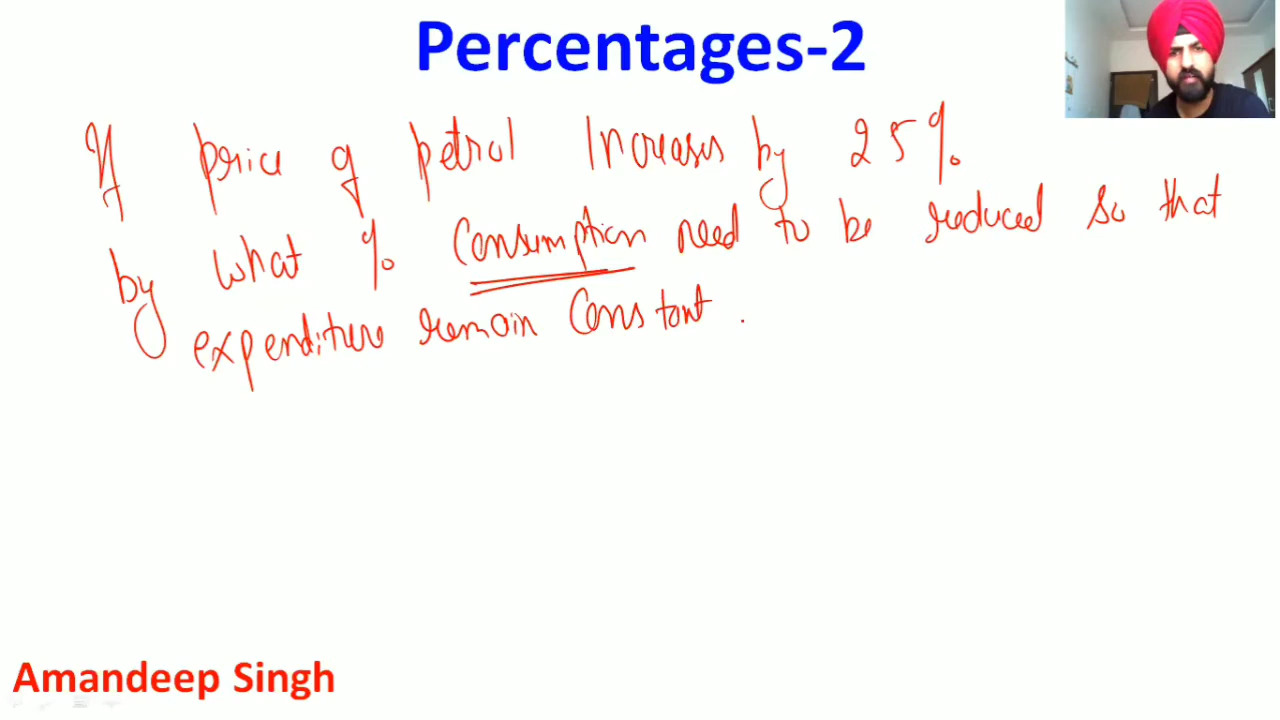 Percentages-2
If price of petrol Increases by 25%
by what % Consumption need to be reduced so that
expenditure remain Constant .
Amandeep Singh